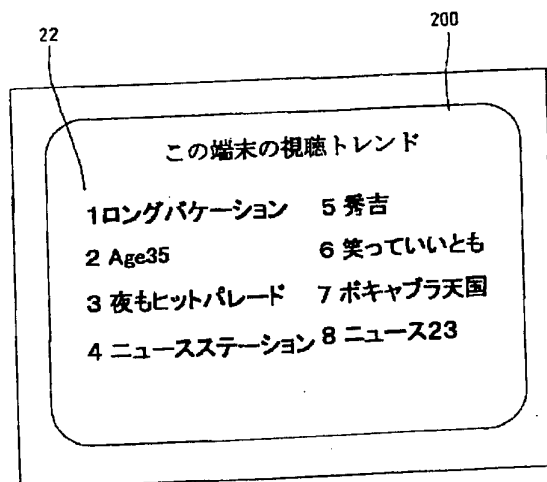 22
200
この端末の視聴トレンド
1ロングバケーション
2 Age35
3 夜もヒットパレード
4 ニュースステーション
5 秀吉
6 笑っていいとも
7 ボキャブラ天国
8 ニュース23